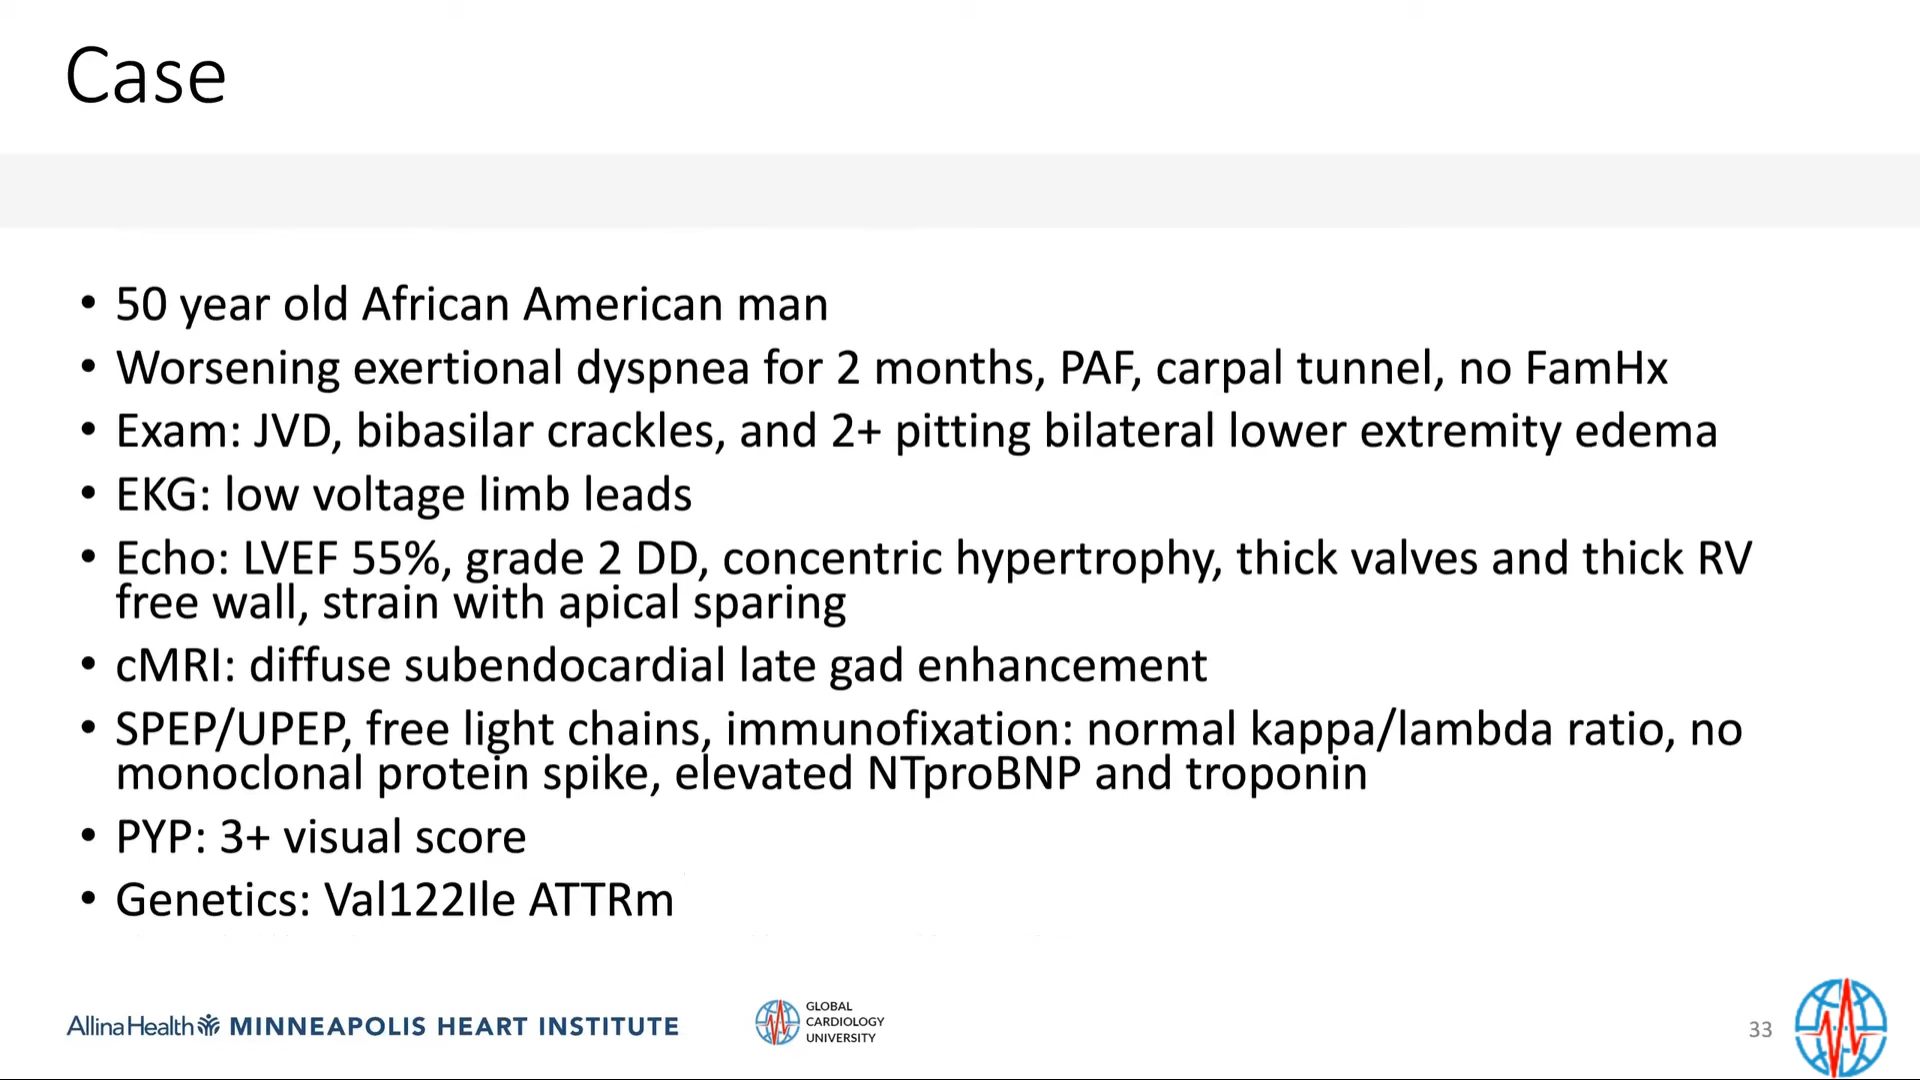 Case
• 50 year old African American man
• Worsening exertional dyspnea for 2 months, PAF, carpal tunnel, no FamHx
• Exam: JVD, bibasilar crackles, and 2+ pitting bilateral lower extremity edema
• EKG: low voltage limb leads
• Echo: LVEF 55%, grade 2 DD, concentric hypertrophy, thick valves and thick RV
free wall, strain with apical sparing
• cMRI: diffuse subendocardial late gad enhancement
• SPEP/UPEP, free light chains, immunofixation: normal kappa/lambda ratio, no
monoclonal protein spike, elevated NTproBNP and troponin
• PYP: 3+ visual score
• Genetics: Val122Ile ATTRm
AllinaHealth MINNEAPOLIS HEART INSTITUTE
GLOBAL
CARDIOLOGY
UNIVERSITY
33